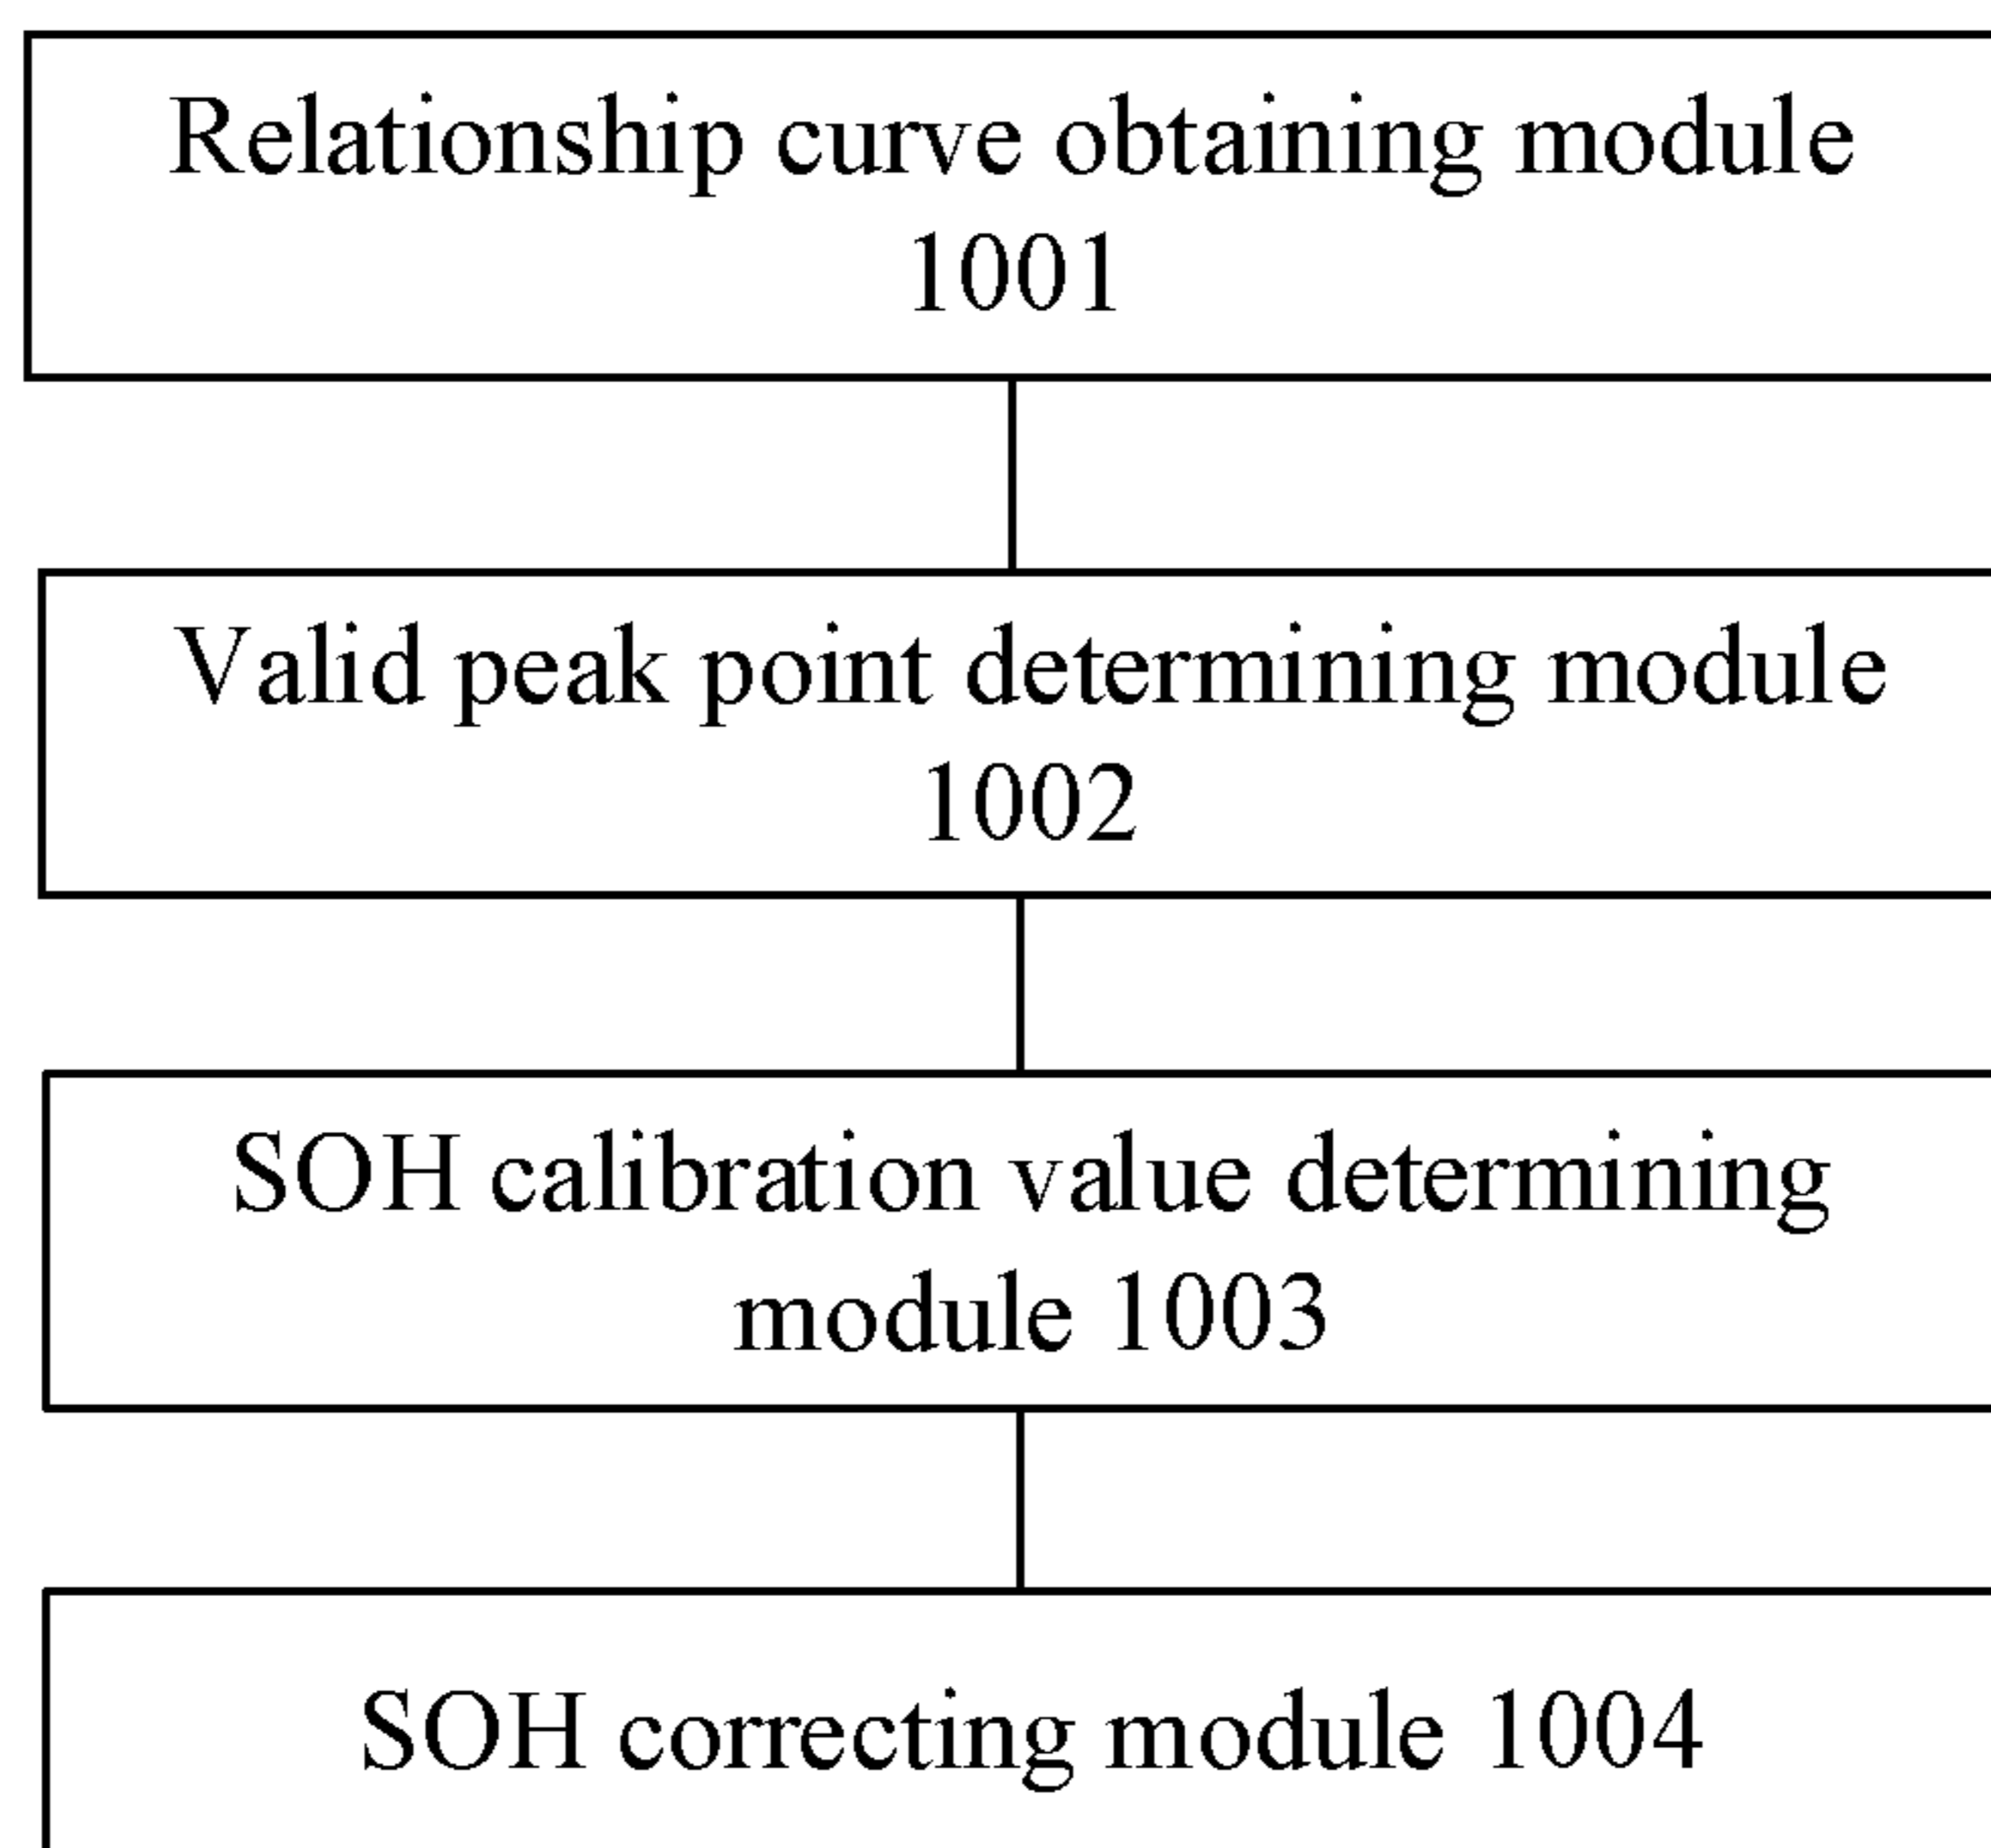 Relationship curve obtaining module
1001
Valid peak point determining module
1002
SOH calibration value determining
module 1003
SOH correcting module 1004